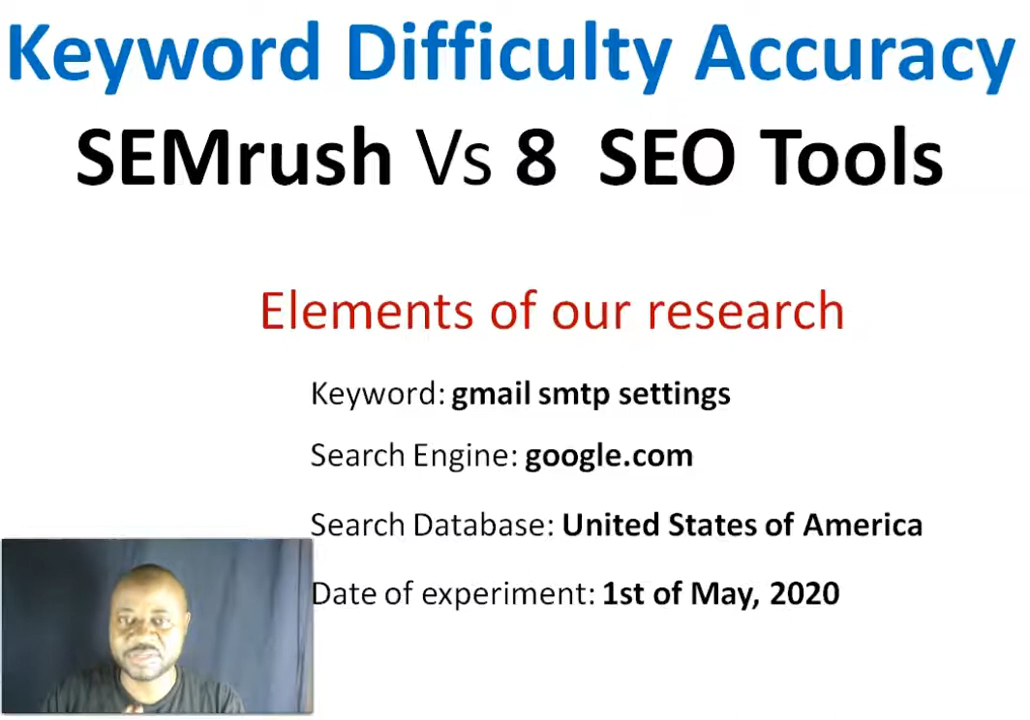 Keyword Difficulty Accuracy
SEMrush Vs 8 SEO Tools
Elements of our research
Keyword: gmail smtp settings
Search Engine: google.com
Search Database: United States of America
Date of experiment: 1st of May, 2020